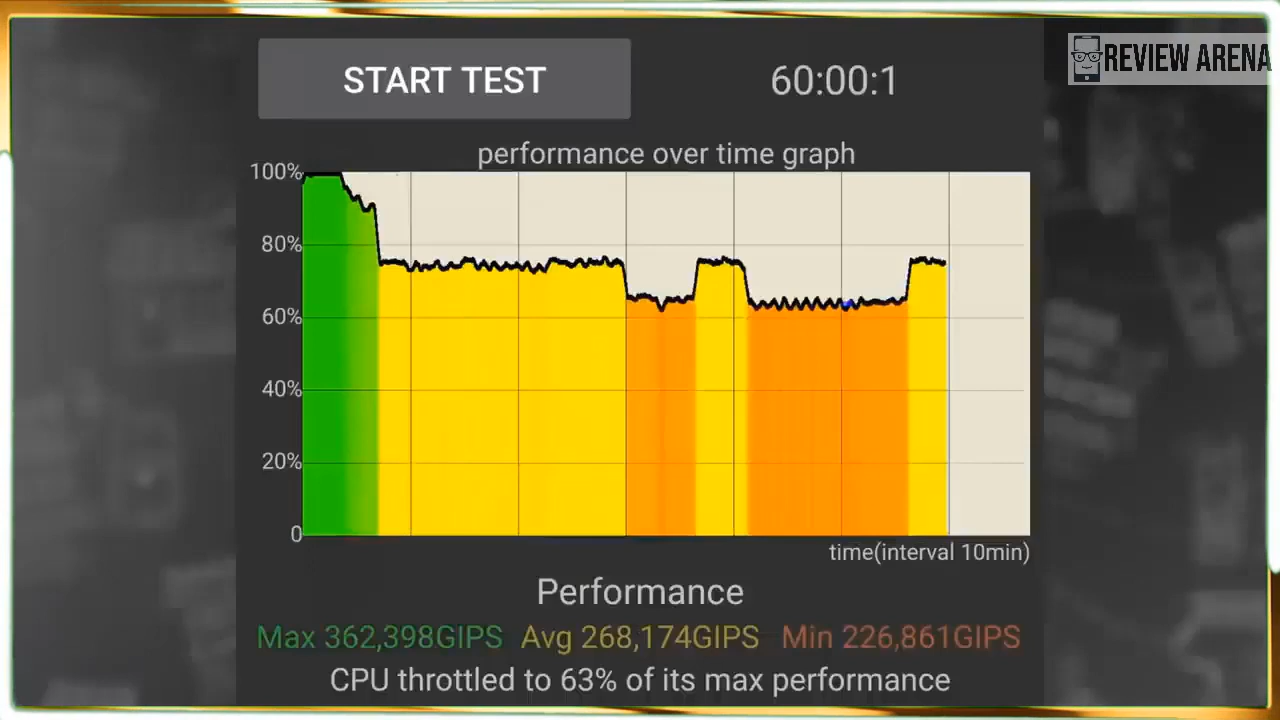 REVIEW ARENA
START TEST
60:00:1
performance over time graph
100%
80%
60%
40%
20%
0
time(interval 10min)
Performance
Max 362,398GIPS Avg 268,174GIPS Min 226,861GIPS
CPU throttled to 63% of its max performance